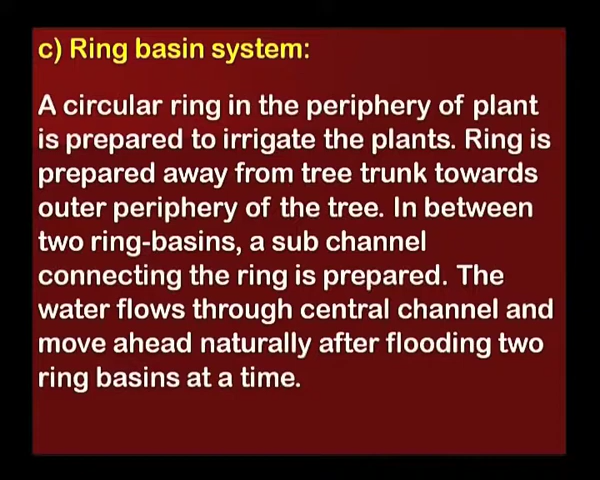 c) Ring basin system:
A circular ring in the periphery of plant
is prepared to irrigate the plants. Ring is
prepared away from tree trunk towards
outer periphery of the tree. In between
two ring-basins, a sub channel
connecting the ring is prepared. The
water flows through central channel and
move ahead naturally after flooding two
ring basins at a time.